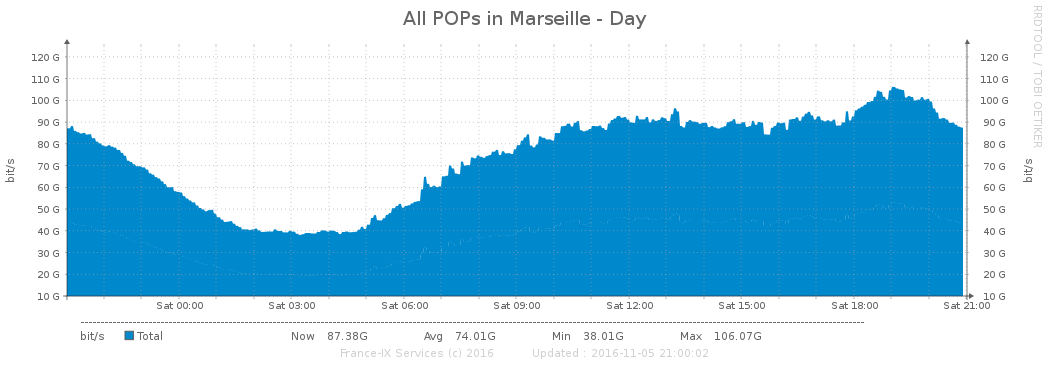 All POPs in Marseille - Day
RRDTOOL / TOBI OETIKER
bit/s
120 G
110 G
100 G
90 G
80 G
70 G
60 G
50 G
40 G
30 G
20 G
10 G
120 G
110 G
100 G
90 G
80 G
70 G
60 G
50 G
40 G
30 G
20 G
10 G
bit/s
Sat 00:00 Sat 03:00 Sat 06:00 Sat 09:00 Sat 12:00 Sat 15:00 Sat 18:00 Sat 21:00
bit/s Total Now 87.38G Avg 74.01G Min 38.01G Max 106.07G
France-IX Services (c) 2016 Updated : 2016-11-05 21:00:02